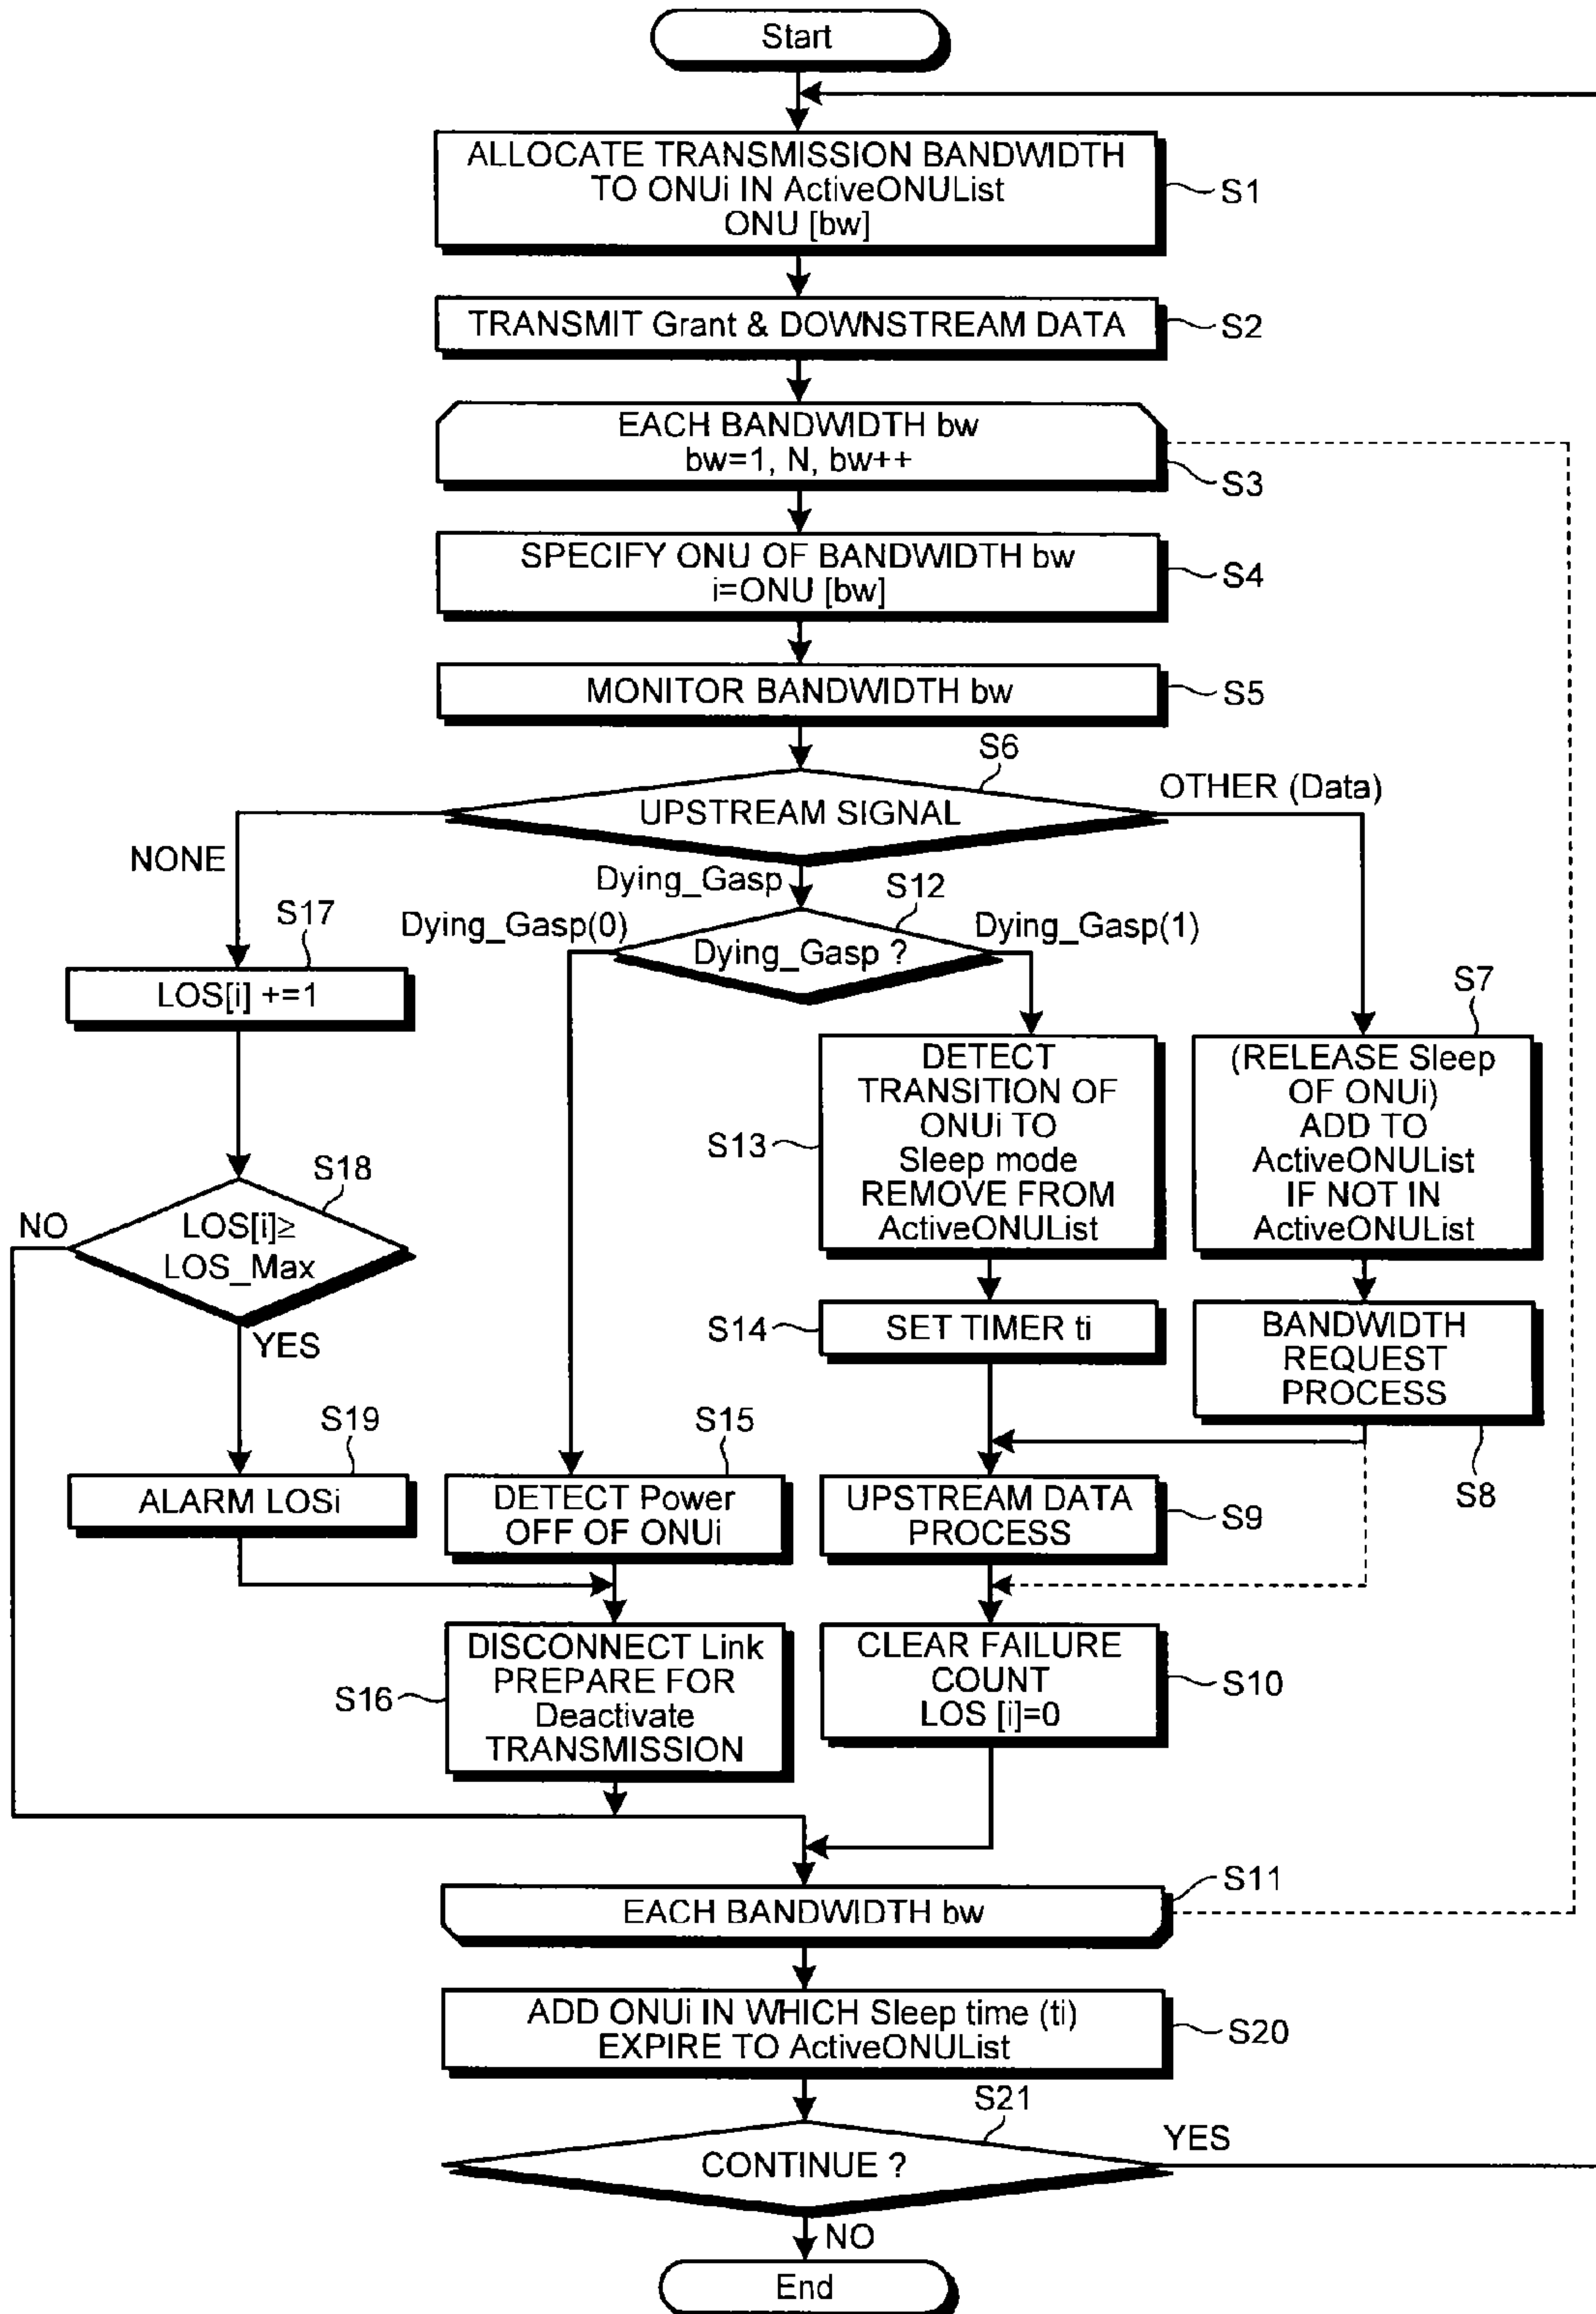 Start
ALLOCATE TRANSMISSION BANDWIDTH
TO ONUi IN ActiveONUList
ONU [bw]
S1
TRANSMIT Grant & DOWNSTREAM DATA
S2
EACH BANDWIDTH bw
bw=1, N, bw++
S3
SPECIFY ONU OF BANDWIDTH bw
i=ONU [bw]
S4
MONITOR BANDWIDTH bw
S5
S6
UPSTREAM SIGNAL
OTHER (Data)
NONE
Dying_Gasp
S12
Dying_Gasp(0)
Dying_Gasp ?
Dying_Gasp(1)
S17
LOS[i] +=1
S18
LOS[i]≥
LOS_Max
NO
YES
S19
ALARM LOSi
S13
DETECT
TRANSITION OF
ONUi TO
Sleep mode
REMOVE FROM
ActiveONUList
S7
(RELEASE Sleep
OF ONUi)
ADD TO
ActiveONUList
IF NOT IN
ActiveONUList
S14
SET TIMER ti
BANDWIDTH
REQUEST
PROCESS
S8
S15
DETECT Power
OFF OF ONUi
UPSTREAM DATA
PROCESS
S9
S16
DISCONNECT Link
PREPARE FOR
Deactivate
TRANSMISSION
CLEAR FAILURE
COUNT
LOS [i]=0
S10
EACH BANDWIDTH bw
S11
ADD ONUi IN WHICH Sleep time (ti)
EXPIRE TO ActiveONUList
S20
S21
CONTINUE ?
YES
NO
End